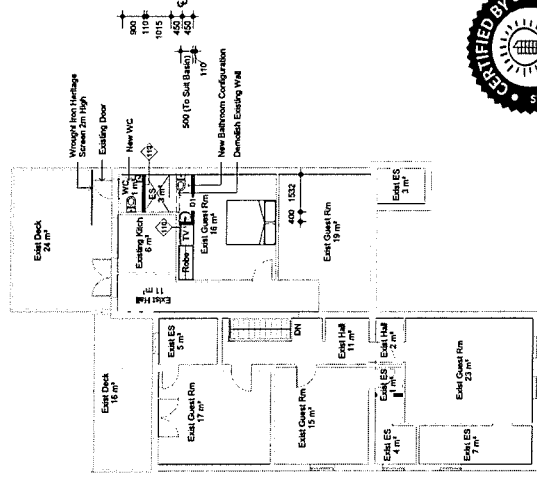 900
110
1015
450
450
500 (To Suit Basin)
110
Wrought Iron Heritage
Screen 2m High
Existing Door
New WC
110
New Bathroom Configuration
Demolish Existing Wall
Exist Deck
24 m²
WC
1 m²
ES
3 m²
Existing Kitch
6 m²
110
D1
TV
Robe
Exist Guest Rm
16 m²
400
1532
Exist ES
3 m²
Exist Guest Rm
19 m²
Exist Hall
11 m²
Exist Deck
16 m²
Exist ES
5 m²
DN
Exist Hall
11 m²
Exist Hall
2 m²
Exist Guest Rm
17 m²
Exist Guest Rm
15 m²
Exist ES
1 m²
Exist Guest Rm
23 m²
Exist ES
4 m²
Exist ES
7 m²
CERTIFIED BY